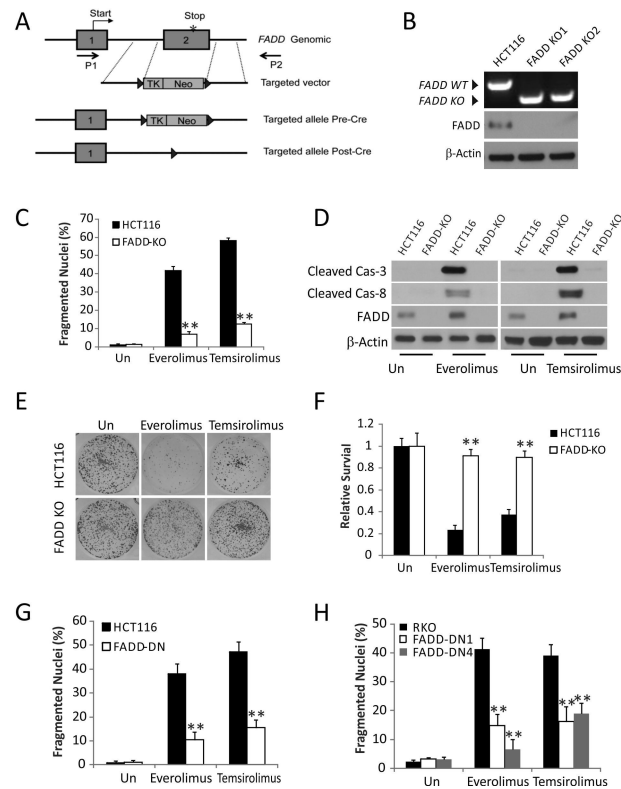 A
Start
Stop
*
1
2
FADD Genomic
P1
P2
TK Neo
Targeted vector
1
TK Neo
Targeted allele Pre-Cre
1
Targeted allele Post-Cre
B
HCT116
FADD KO1
FADD KO2
FADD WT
FADD KO
FADD
β-Actin
C
HCT116
FADD-KO
Fragmented Nuclei (%)
70
60
50
40
30
20
10
0
**
**
Un
Everolimus
Temsirolimus
D
HCT116
FADD-KO
HCT116
FADD-KO
HCT116
FADD-KO
HCT116
FADD-KO
Cleaved Cas-3
Cleaved Cas-8
FADD
β-Actin
Un
Everolimus
Un
Temsirolimus
E
Un
Everolimus
Temsirolimus
HCT116
FADD KO
F
HCT116
FADD-KO
Relative Survial
1.2
1
0.8
0.6
0.4
0.2
0
**
**
Un
Everolimus
Temsirolimus
G
HCT116
FADD-DN
Fragmented Nuclei (%)
60
50
40
30
20
10
0
**
**
Un
Everolimus
Temsirolimus
H
RKO
FADD-DN1
FADD-DN4
Fragmented Nuclei (%)
50
40
30
20
10
0
**
**
**
**
Un
Everolimus
Temsirolimus